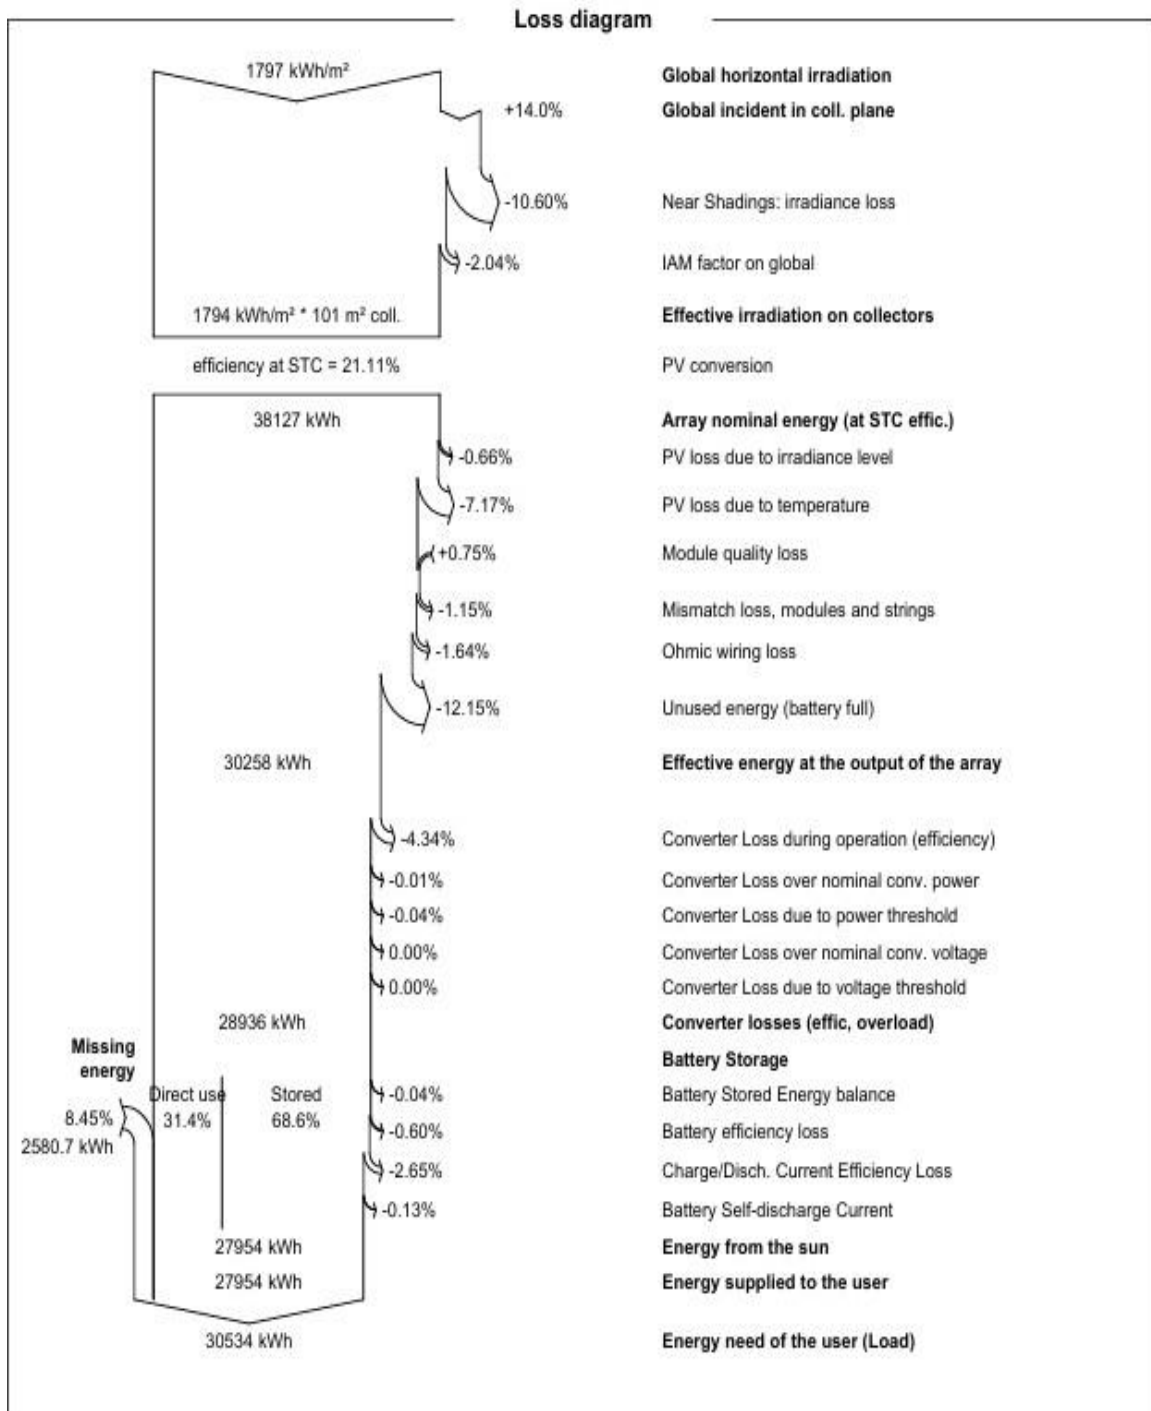 Loss diagram
1797 kWh/m²
Global horizontal irradiation
+14.0%
Global incident in coll. plane
-10.60%
Near Shadings: irradiance loss
-2.04%
IAM factor on global
1794 kWh/m² * 101 m² coll.
Effective irradiation on collectors
efficiency at STC = 21.11%
PV conversion
38127 kWh
Array nominal energy (at STC effic.)
-0.66%
PV loss due to irradiance level
-7.17%
PV loss due to temperature
+0.75%
Module quality loss
-1.15%
Mismatch loss, modules and strings
-1.64%
Ohmic wiring loss
-12.15%
Unused energy (battery full)
30258 kWh
Effective energy at the output of the array
-4.34%
Converter Loss during operation (efficiency)
-0.01%
Converter Loss over nominal conv. power
-0.04%
Converter Loss due to power threshold
0.00%
Converter Loss over nominal conv. voltage
0.00%
Converter Loss due to voltage threshold
28936 kWh
Converter losses (effic, overload)
Missing
energy
Battery Storage
Direct use
Stored
-0.04%
Battery Stored Energy balance
8.45%
31.4%
68.6%
-0.60%
Battery efficiency loss
2580.7 kWh
-2.65%
Charge/Disch. Current Efficiency Loss
-0.13%
Battery Self-discharge Current
27954 kWh
Energy from the sun
27954 kWh
Energy supplied to the user
30534 kWh
Energy need of the user (Load)